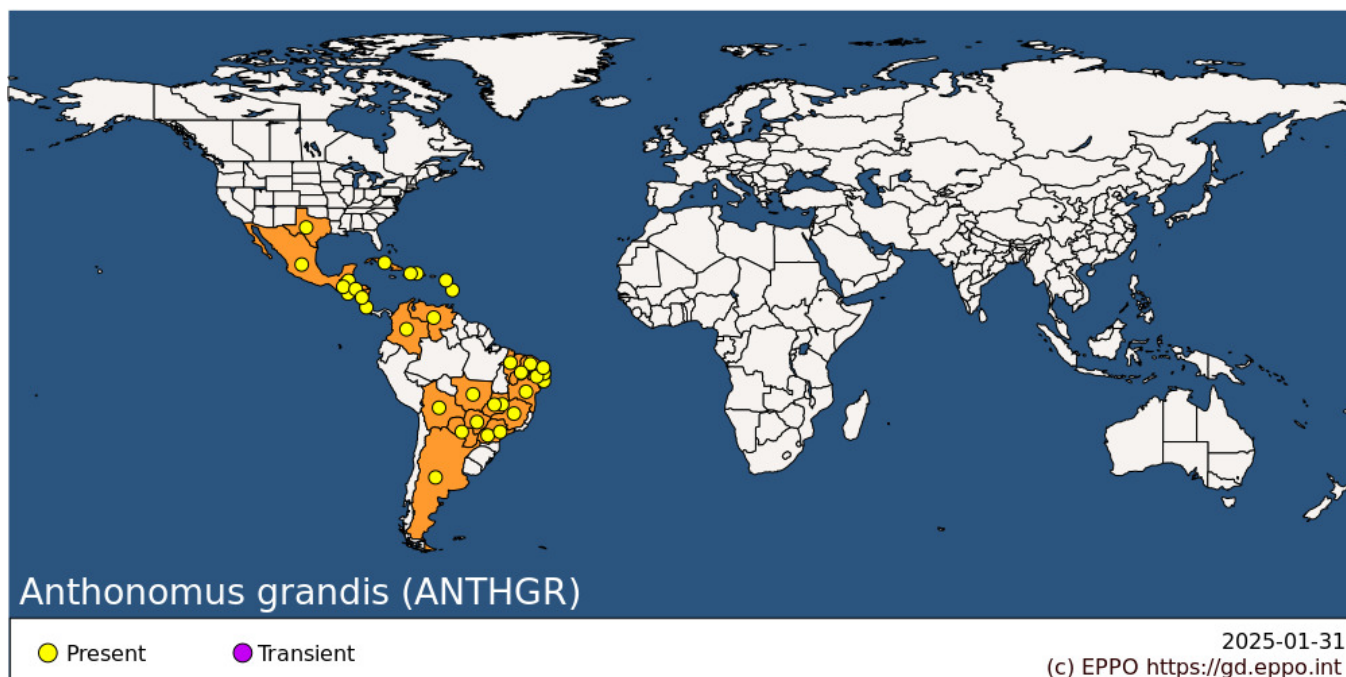 Anthonomus grandis (ANTHGR)
Present
Transient
2025-01-31
(c) EPPO https://gd.eppo.int